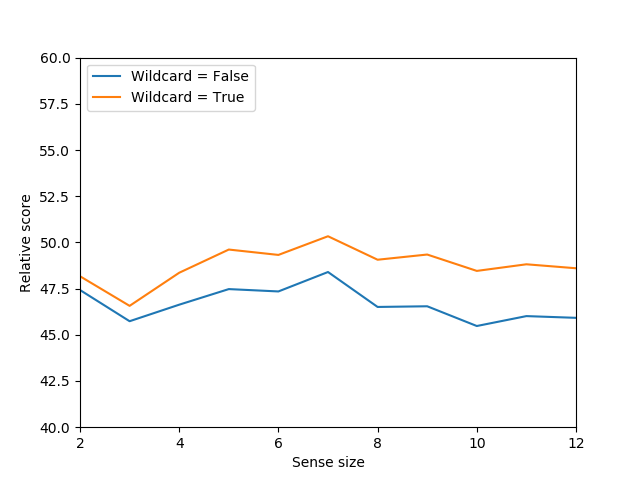 60.0
57.5
55.0
52.5
50.0
47.5
45.0
42.5
40.0
Relative score
Wildcard = False
Wildcard = True
2 4 6 8 10 12
Sense size